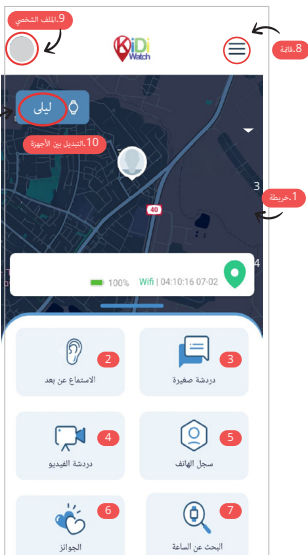 9.الملف الشخصي
KiDi
Watch
8.قائمة
ليلى
10.التبديل بين الأجهزة
3
1.خريطة
40
4
100% Wifi | 04:10:16 07-02
2
الاستماع عن بعد
3
دردشة صغيرة
4
دردشة الفيديو
5
سجل الهاتف
6
الجوائز
7
البحث عن الساعة